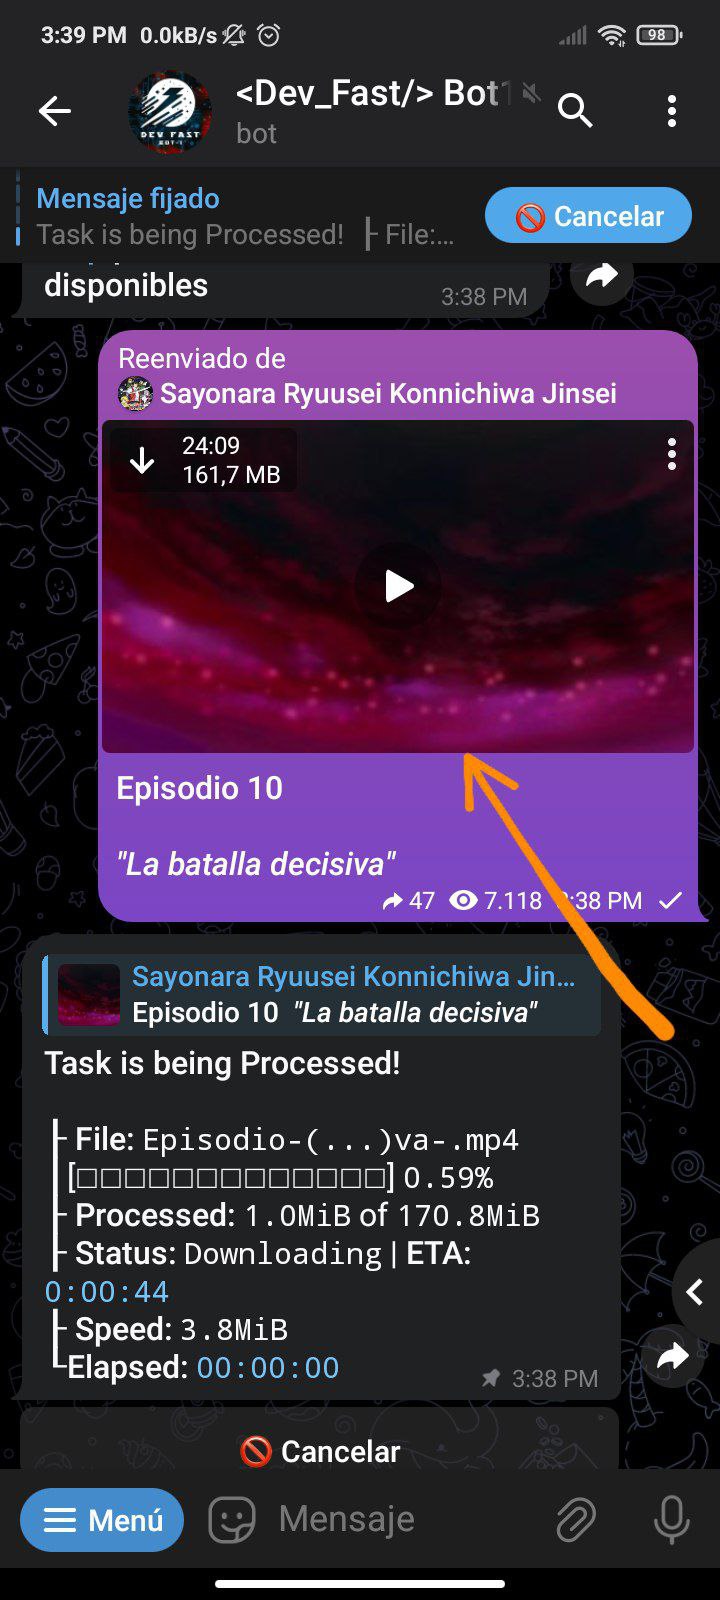 3:39 PM 0.0kB/s
98
<Dev_Fast/> Bot1
DEV FAST
BOT-1
bot
Mensaje fijado
Task is being Processed! ├ File:...
🚫 Cancelar
disponibles
3:38 PM
Reenviado de
Sayonara Ryuusei Konnichiwa Jinsei
24:09
161,7 MB
Episodio 10
"La batalla decisiva"
47 7.118 3:38 PM
Sayonara Ryuusei Konnichiwa Jin...
Episodio 10 "La batalla decisiva"
Task is being Processed!
├ File: Episodio-(...)va-.mp4
[□□□□□□□□□□□□□] 0.59%
├ Processed: 1.0MiB of 170.8MiB
├ Status: Downloading | ETA:
0:00:44
├ Speed: 3.8MiB
└Elapsed: 00:00:00
3:38 PM
🚫 Cancelar
Menú
Mensaje